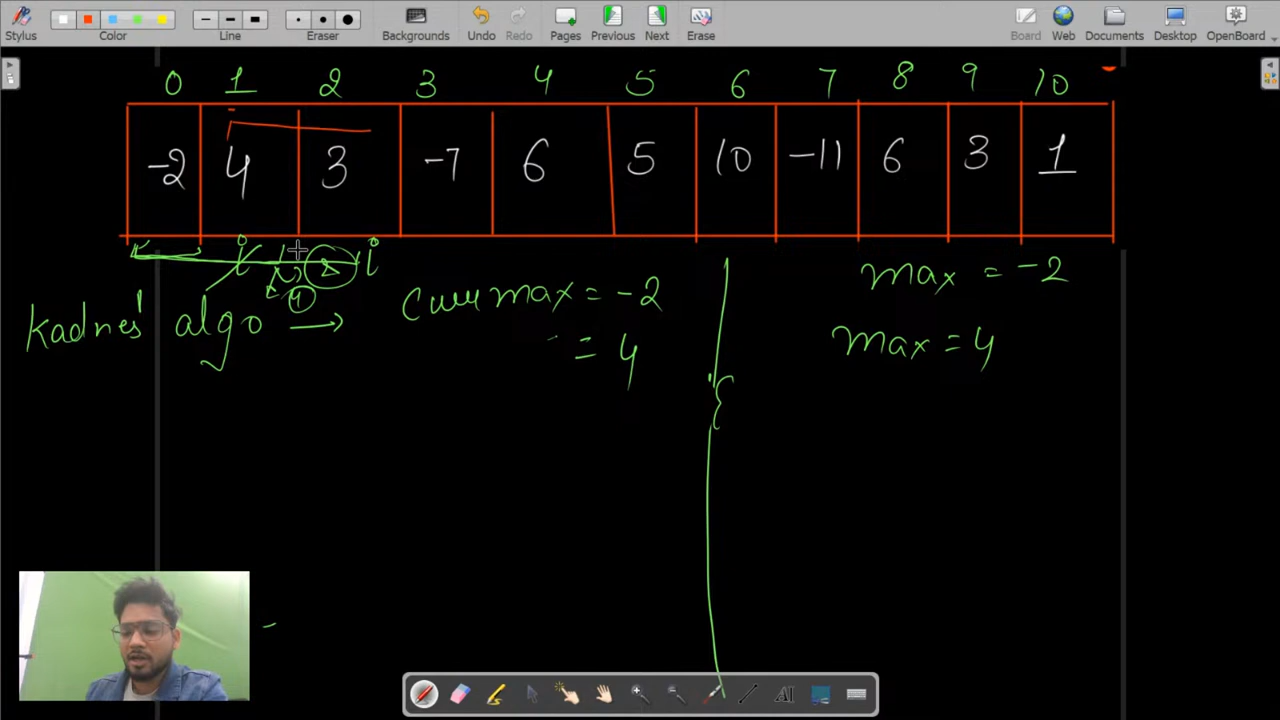 Stylus Color Line Eraser Backgrounds Undo Redo Pages Previous Next Erase Board Web Documents Desktop OpenBoard
0 1 2 3 4 5 6 7 8 9 10
-2 4 3 -7 6 5 10 -11 6 3 1
i i
4
Kadnes' algo → Curr max = -2 max = -2
= 4 max = 4